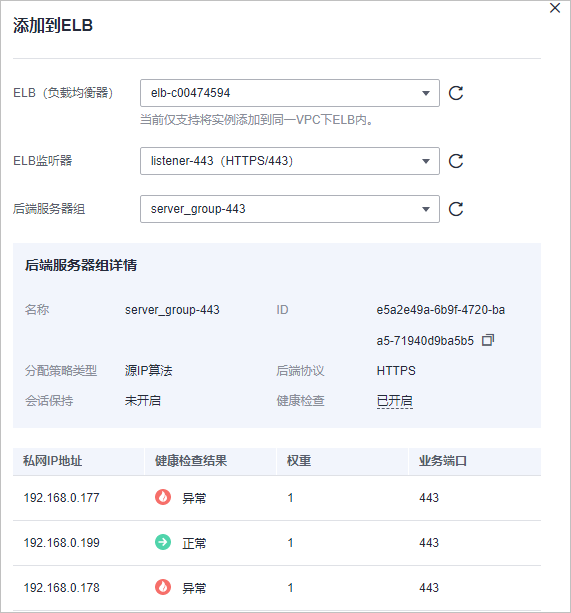 添加到ELB
ELB（负载均衡器） elb-c00474594
当前仅支持将实例添加到同一VPC下ELB内。
ELB监听器 listener-443（HTTPS/443）
后端服务器组 server_group-443
后端服务器组详情
名称 server_group-443 ID e5a2e49a-6b9f-4720-ba
a5-71940d9ba5b5
分配策略类型 源IP算法 后端协议 HTTPS
会话保持 未开启 健康检查 已开启
私网IP地址 健康检查结果 权重 业务端口
192.168.0.177 异常 1 443
192.168.0.199 正常 1 443
192.168.0.178 异常 1 443